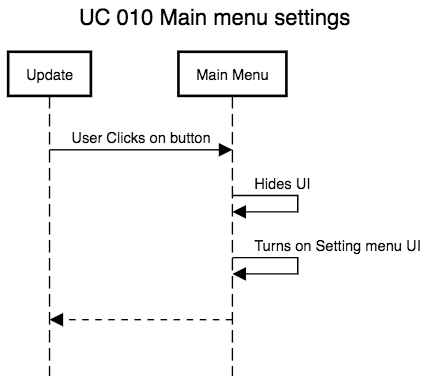 UC 010 Main menu settings
Update
Main Menu
User Clicks on button
Hides UI
Turns on Setting menu UI